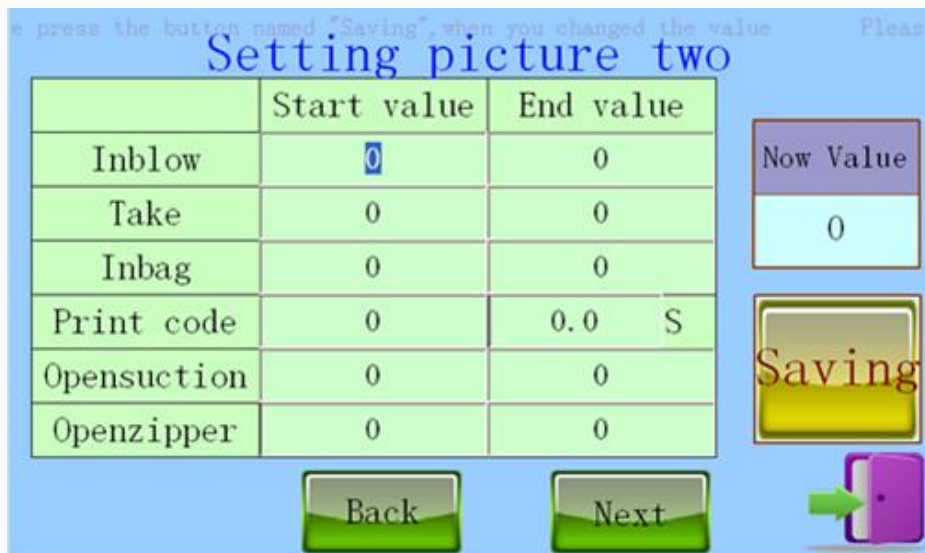 e press the button named "Saving",when you changed the value Pleas
Setting picture two
Start value End value
Inblow 0 0
Take 0 0
Inbag 0 0
Print code 0 0.0 S
Opensuction 0 0
Openzipper 0 0
Now Value
0
Saving
Back Next